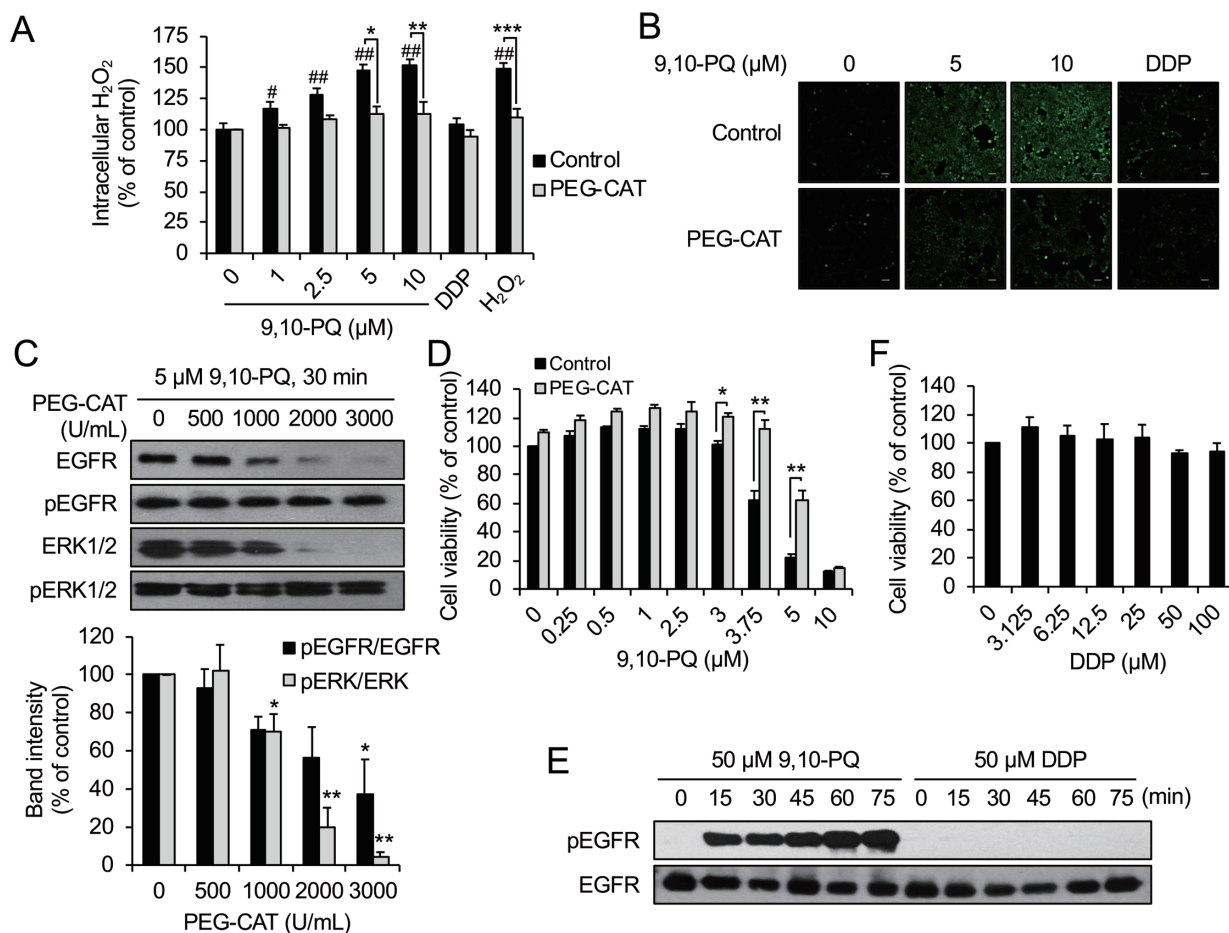 A
Intracellular H2O2
(% of control)
175
150
125
100
75
50
25
0
#
##
##
*
##
**
##
***
Control
PEG-CAT
0 1 2.5 5 10 DDP H2O2
9,10-PQ (µM)
B
9,10-PQ (µM) 0 5 10 DDP
Control
PEG-CAT
C
5 µM 9,10-PQ, 30 min
PEG-CAT
(U/mL)
0 500 1000 2000 3000
EGFR
pEGFR
ERK1/2
pERK1/2
Band intensity
(% of control)
120
100
80
60
40
20
0
pEGFR/EGFR
pERK/ERK
*
**
*
**
0 500 1000 2000 3000
PEG-CAT (U/mL)
D
Control
PEG-CAT
Cell viability (% of control)
140
120
100
80
60
40
20
0
*
**
**
0 0.25 0.5 1 2.5 3 3.75 5 10
9,10-PQ (µM)
F
Cell viability (% of control)
140
120
100
80
60
40
20
0
0 3.125 6.25 12.5 25 50 100
DDP (µM)
E
50 µM 9,10-PQ 50 µM DDP
0 15 30 45 60 75 0 15 30 45 60 75 (min)
pEGFR
EGFR